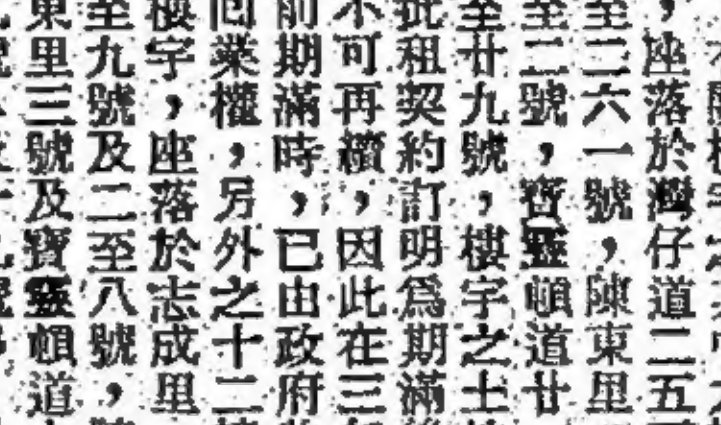 ，座落於灣仔道二五
至二六一號，陳東里
至二號，寶靈頓道廿
至廿九號，樓宇之土
批租契約訂明為期滿
不可再續，因此在三
前期滿時，已由政府
回業權，另外之十二
樓宇，座落於志成里
至九號及二至八號，
東里三號及寶靈頓道